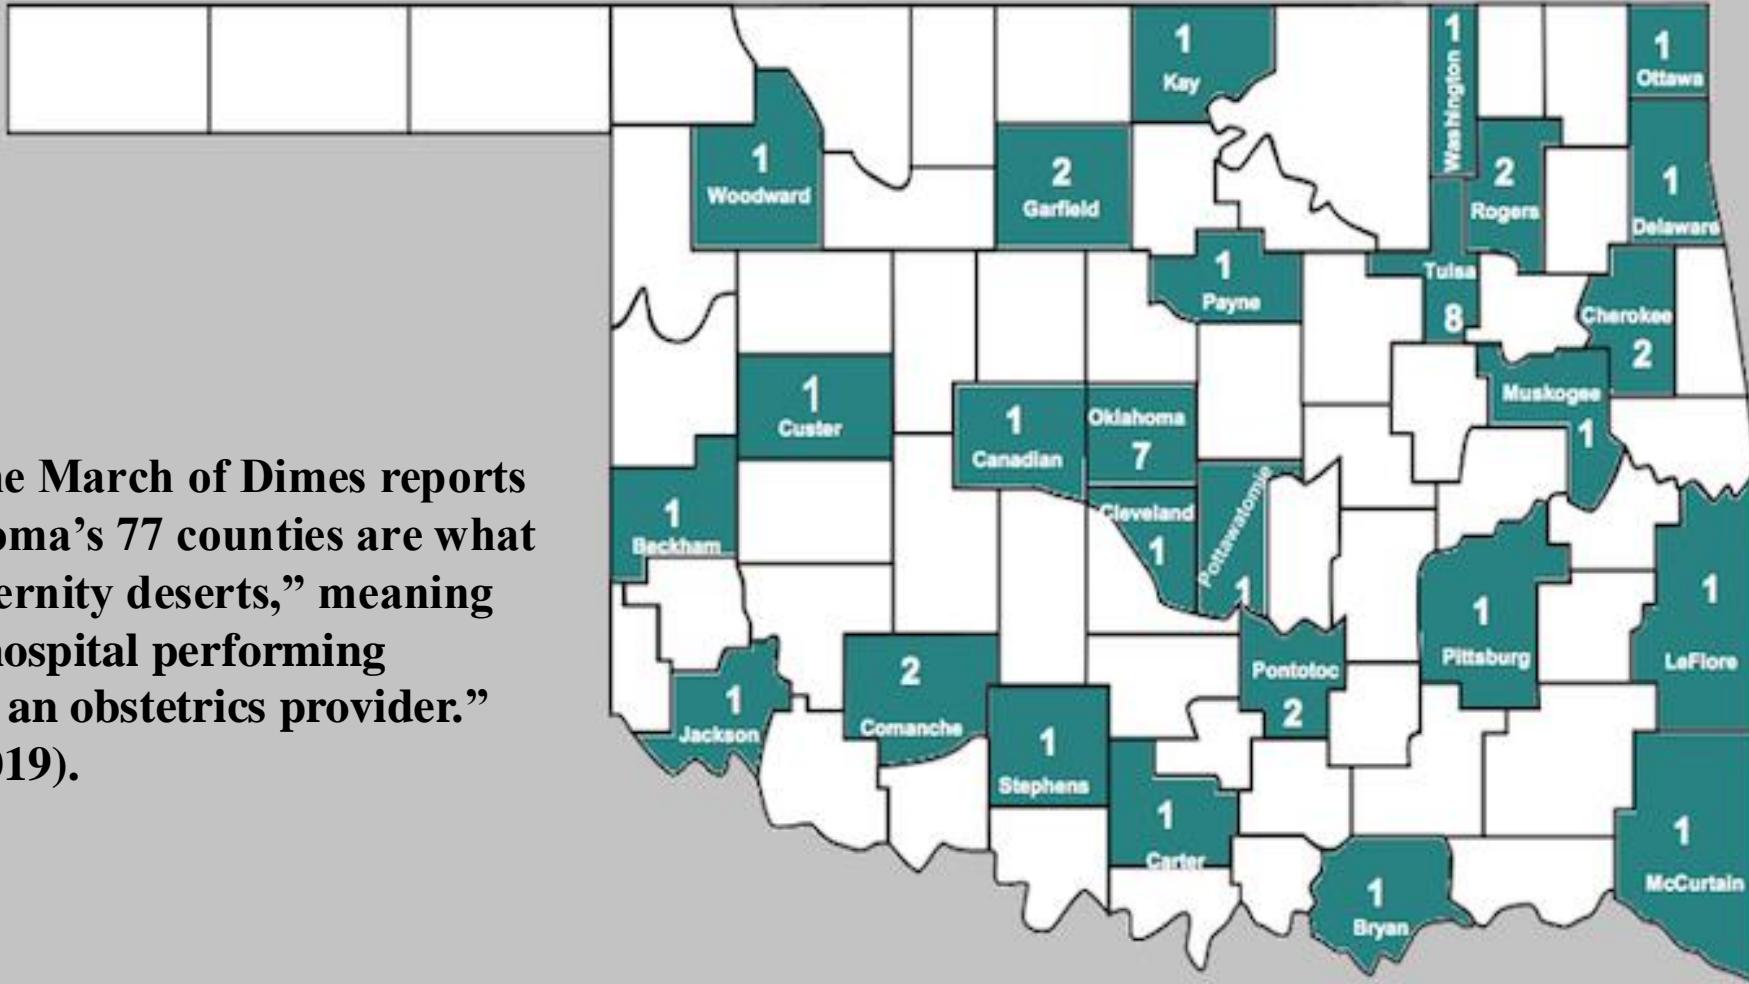 he March of Dimes reports
oma’s 77 counties are what
ernity deserts,” meaning
hospital performing
an obstetrics provider.”
019).
1
Kay
Washington 1
1
Ottawa
1
Woodward
2
Garfield
2
Rogers
1
Delaware
1
Payne
Tulsa
8
Cherokee
2
1
Custer
1
Canadian
Oklahoma
7
Muskogee
1
1
Beckham
Cleveland
1
Pottawatomie
1
1
Pittsburg
1
LeFlore
1
Jackson
2
Comanche
Pontotoc
2
1
Stephens
1
Carter
1
McCurtain
1
Bryan